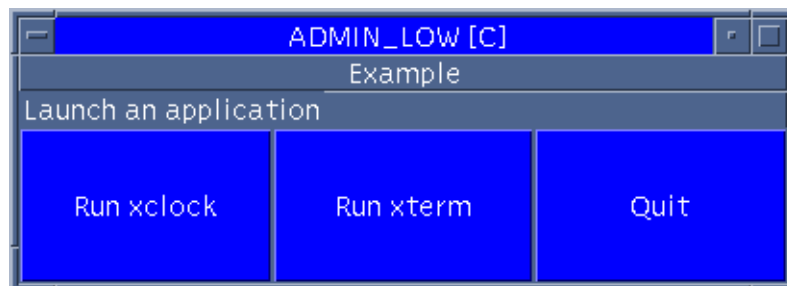 ADMIN_LOW [C]
Example
Launch an application
Run xclock Run xterm Quit